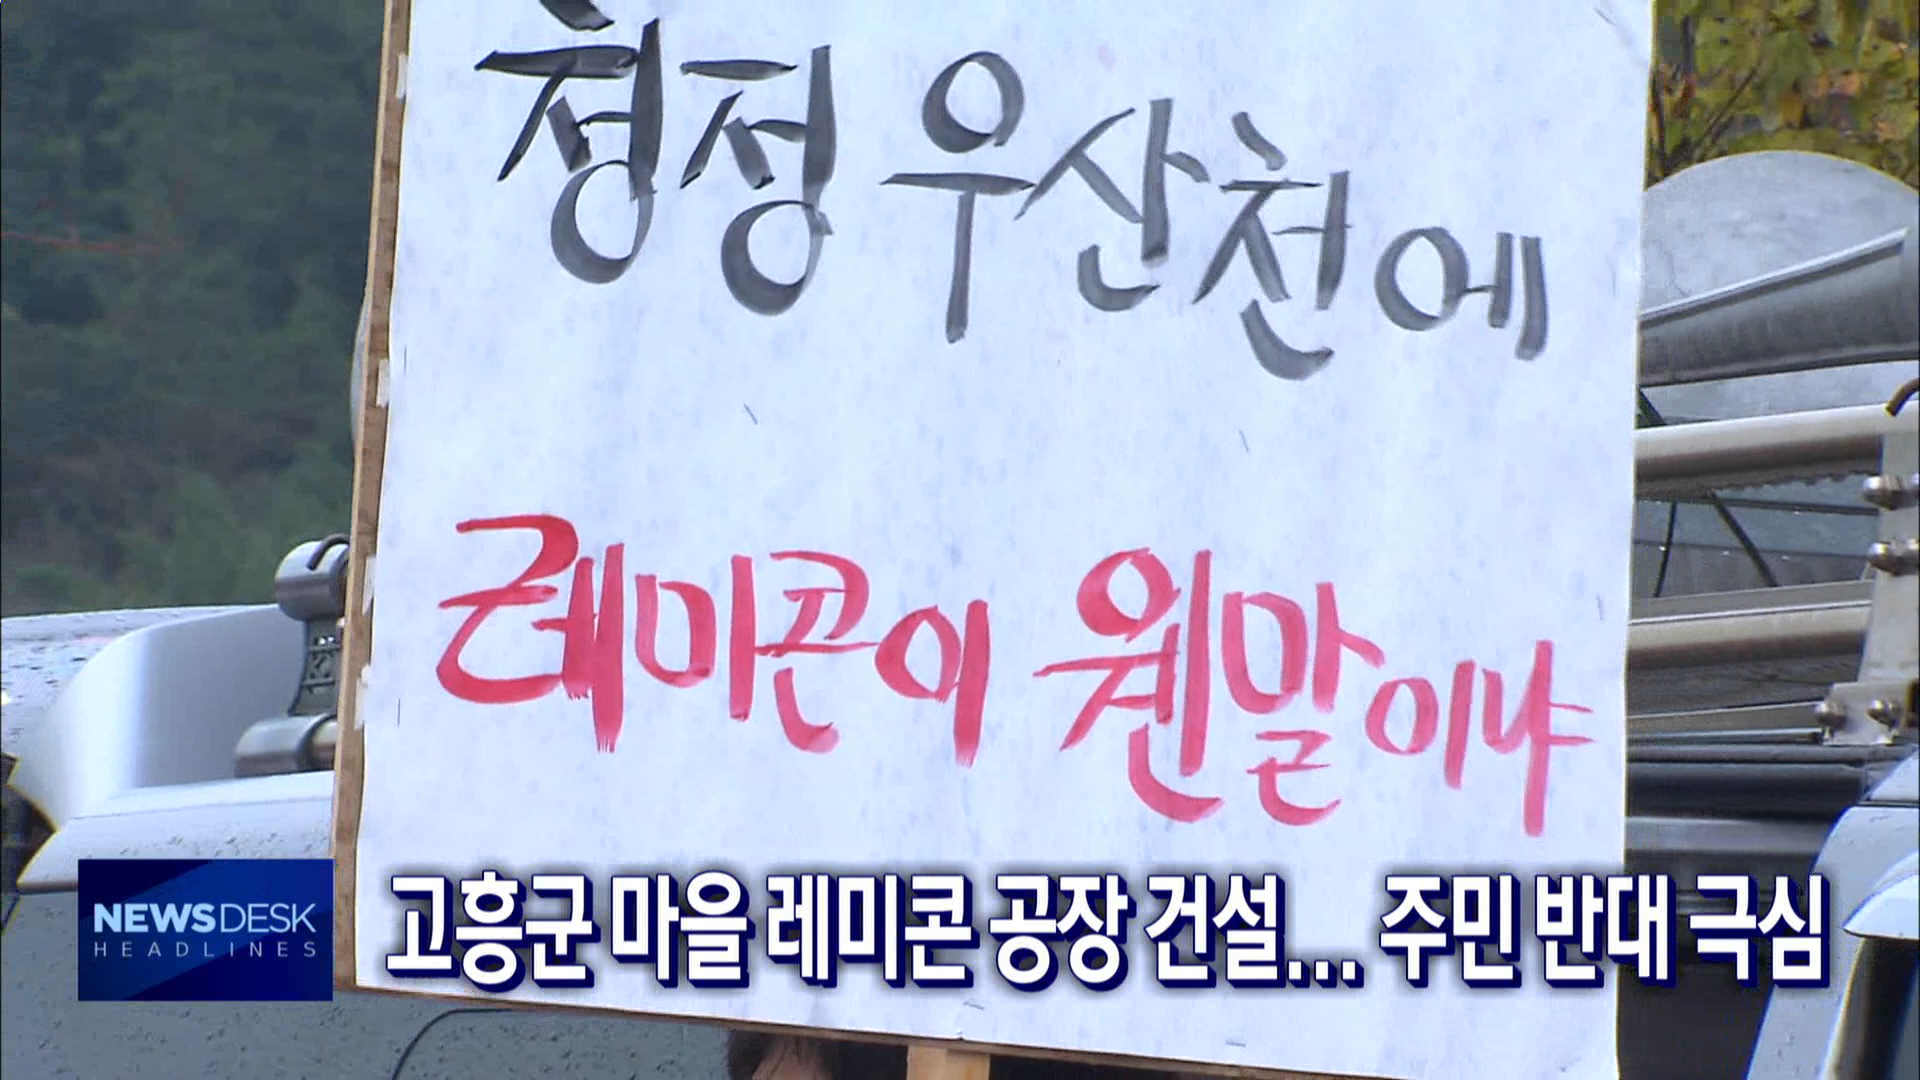 청정 우산천에
레미콘이 웬말이냐
NEWSDESK
HEADLINES
고흥군 마을 레미콘 공장 건설... 주민 반대 극심